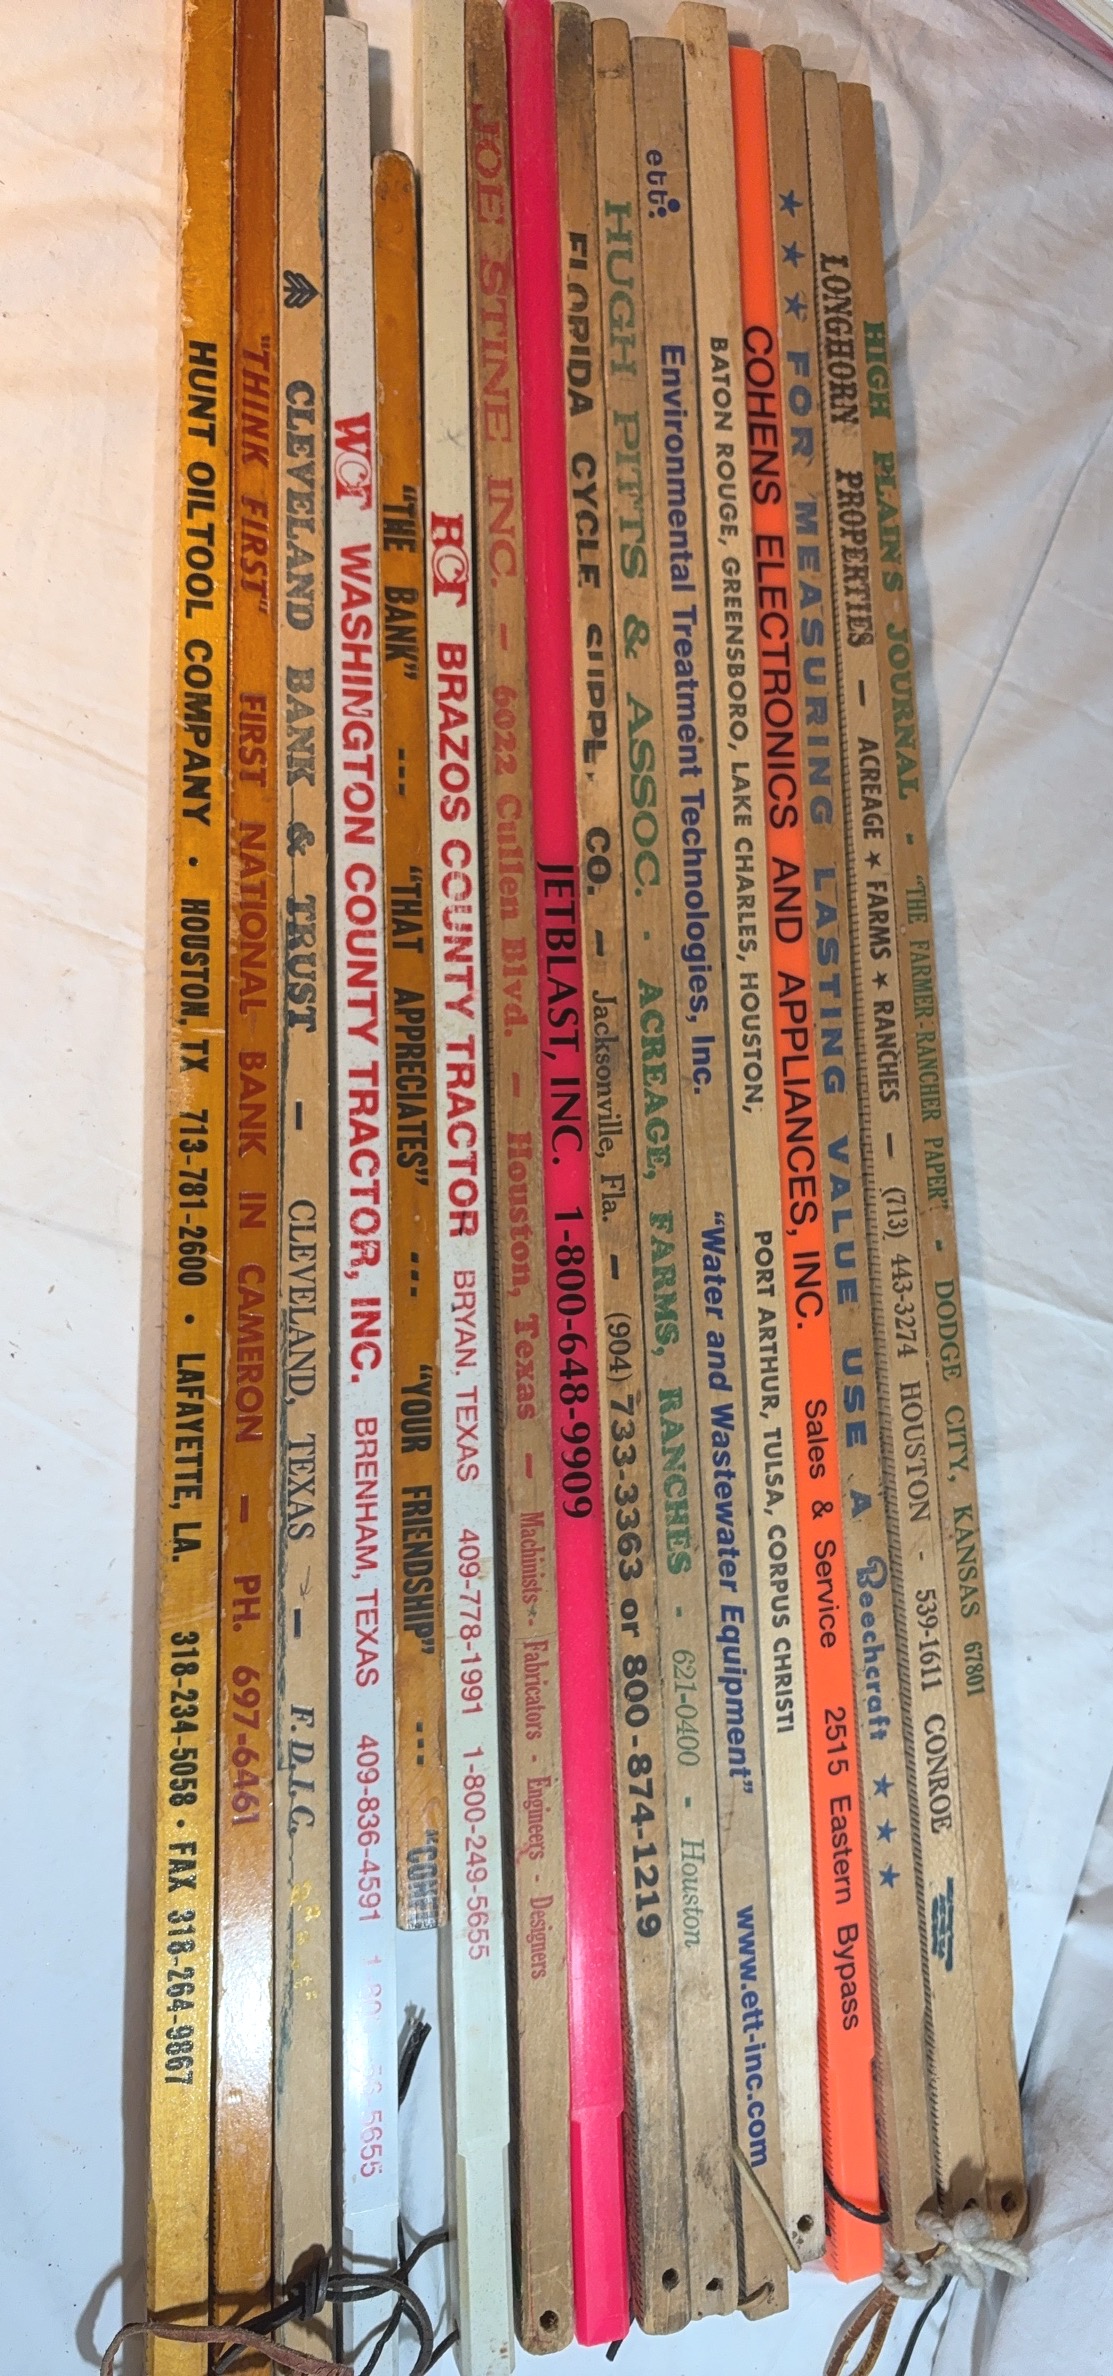 HUNT OILTOOL COMPANY • HOUSTON, TX 713-781-2600 • LAFAYETTE, LA. 318-234-5058 • FAX 318-264-9867
"THINK FIRST" FIRST NATIONAL BANK IN CAMERON — PH. 697-6461
CLEVELAND BANK & TRUST — CLEVELAND, TEXAS — F.D.I.C.
WCT WASHINGTON COUNTY TRACTOR, INC. BRENHAM, TEXAS 409-836-4591 5655
"THE BANK" --- "THAT APPRECIATES" --- "YOUR FRIENDSHIP" ---
BCT BRAZOS COUNTY TRACTOR BRYAN, TEXAS 409-778-1991 1-800-249-5655
JOE STINE INC. — 6022 Cullen Blvd. — Houston, Texas — Machinists - Fabricators - Engineers - Designers
JETBLAST, INC. 1-800-648-9909
FLORIDA CYCLE SUPPLY CO. — Jacksonville, Fla. — (904) 733-3363 or 800-874-1219
HUGH PITTS & ASSOC. - ACREAGE, FARMS, RANCHES - 621-0400 - Houston
ett. Environmental Treatment Technologies, Inc. "Water and Wastewater Equipment" www.ett-inc.com
BATON ROUGE, GREENSBORO, LAKE CHARLES, HOUSTON, PORT ARTHUR, TULSA, CORPUS CHRISTI
COHENS ELECTRONICS AND APPLIANCES, INC. Sales & Service 2515 Eastern Bypass
★ ★ ★ FOR MEASURING LASTING VALUE USE A Beechcraft ★ ★ ★
LONGHORN PROPERTIES — ACREAGE ★ FARMS ★ RANCHES — (713) 443-3274 HOUSTON - 539-1611 CONROE
HIGH PLAINS JOURNAL - "THE FARMER-RANCHER PAPER" - DODGE CITY, KANSAS 67801